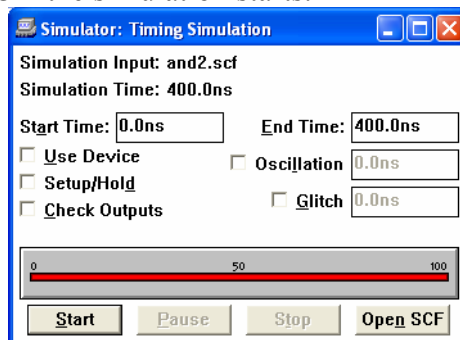 Simulator: Timing Simulation
Simulation Input: and2.scf
Simulation Time: 400.0ns
Start Time: 0.0ns End Time: 400.0ns
Use Device Oscillation 0.0ns
Setup/Hold
Glitch 0.0ns
Check Outputs
0 50 100
Start Pause Stop Open SCF